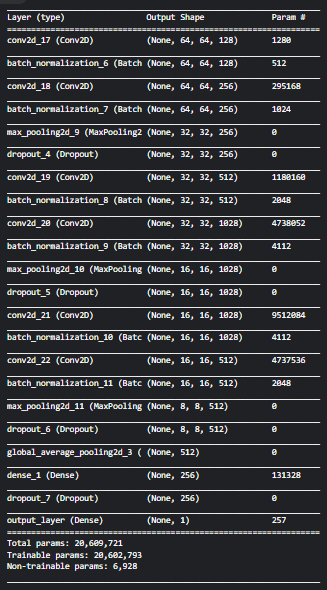 Layer (type) Output Shape Param #
=================================================================
conv2d_17 (Conv2D) (None, 64, 64, 128) 1280
batch_normalization_6 (Batch (None, 64, 64, 128) 512
conv2d_18 (Conv2D) (None, 64, 64, 256) 295168
batch_normalization_7 (Batch (None, 64, 64, 256) 1024
max_pooling2d_9 (MaxPooling2 (None, 32, 32, 256) 0
dropout_4 (Dropout) (None, 32, 32, 256) 0
conv2d_19 (Conv2D) (None, 32, 32, 512) 1180160
batch_normalization_8 (Batch (None, 32, 32, 512) 2048
conv2d_20 (Conv2D) (None, 32, 32, 1028) 4738052
batch_normalization_9 (Batch (None, 32, 32, 1028) 4112
max_pooling2d_10 (MaxPooling (None, 16, 16, 1028) 0
dropout_5 (Dropout) (None, 16, 16, 1028) 0
conv2d_21 (Conv2D) (None, 16, 16, 1028) 9512084
batch_normalization_10 (Batc (None, 16, 16, 1028) 4112
conv2d_22 (Conv2D) (None, 16, 16, 512) 4737536
batch_normalization_11 (Batc (None, 16, 16, 512) 2048
max_pooling2d_11 (MaxPooling (None, 8, 8, 512) 0
dropout_6 (Dropout) (None, 8, 8, 512) 0
global_average_pooling2d_3 ( (None, 512) 0
dense_1 (Dense) (None, 256) 131328
dropout_7 (Dropout) (None, 256) 0
output_layer (Dense) (None, 1) 257
=================================================================
Total params: 20,609,721
Trainable params: 20,602,793
Non-trainable params: 6,928